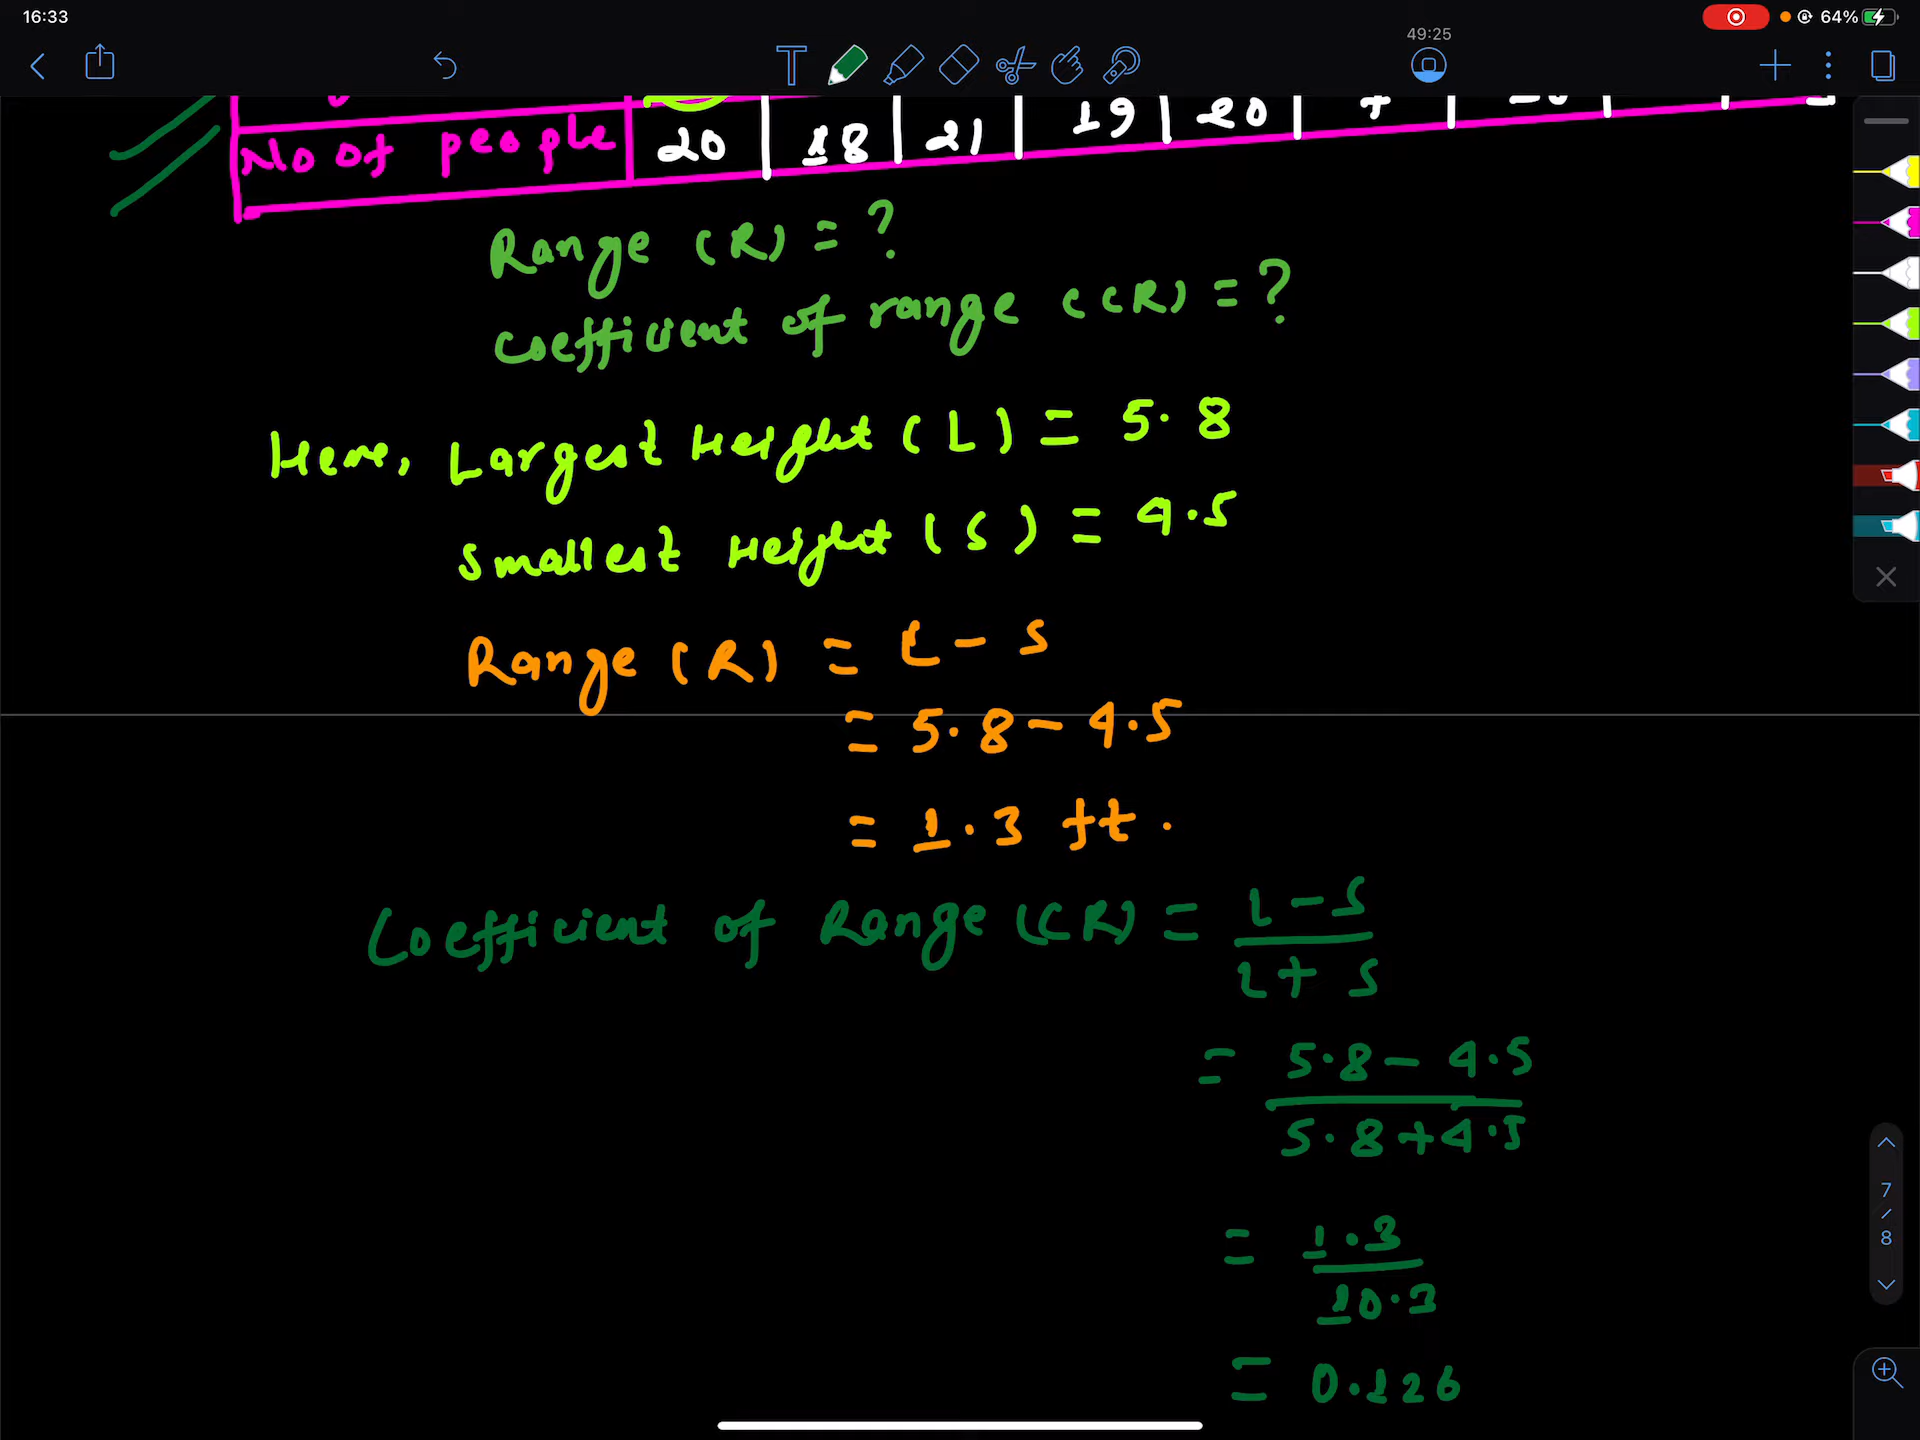 16:33
64%
49:25
No of people 20 18 21 19 20
Range (R) = ?
Coefficient of range (CR) = ?
Here, Largest Height (L) = 5.8
Smallest Height (S) = 4.5
Range (R) = L - S
= 5.8 - 4.5
= 1.3 ft.
Coefficient of Range (CR) = L - S
L + S
= 5.8 - 4.5
5.8 + 4.5
= 1.3
10.3
= 0.126
7
/
8